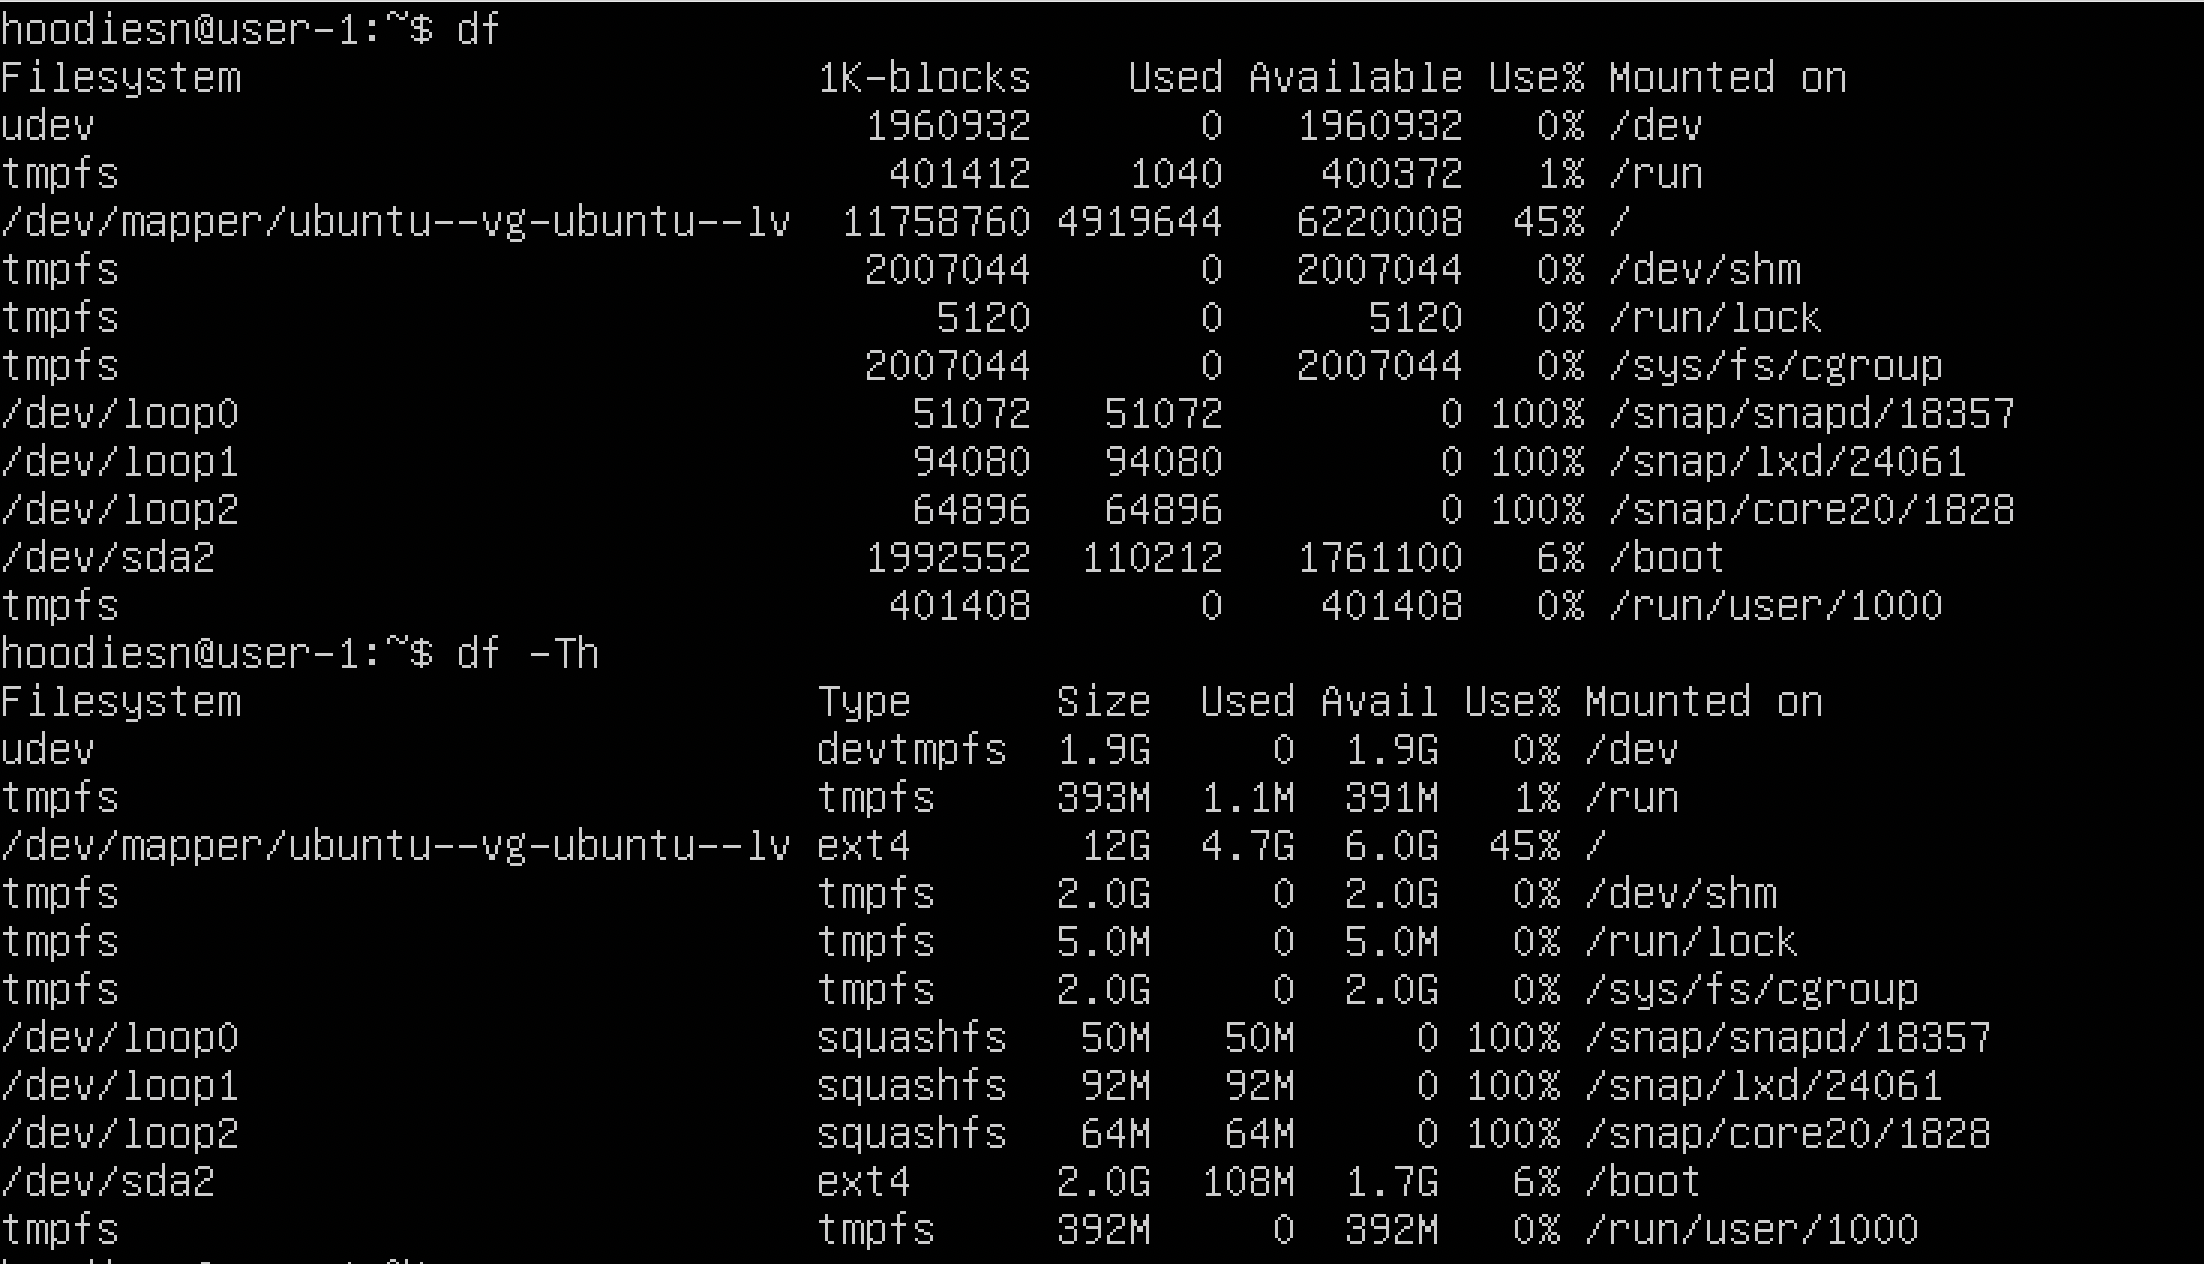 hoodiesn@user-1:~$ df
Filesystem 1K-blocks Used Available Use% Mounted on
udev 1960932 0 1960932 0% /dev
tmpfs 401412 1040 400372 1% /run
/dev/mapper/ubuntu--vg-ubuntu--lv 11758760 4919644 6220008 45% /
tmpfs 2007044 0 2007044 0% /dev/shm
tmpfs 5120 0 5120 0% /run/lock
tmpfs 2007044 0 2007044 0% /sys/fs/cgroup
/dev/loop0 51072 51072 0 100% /snap/snapd/18357
/dev/loop1 94080 94080 0 100% /snap/lxd/24061
/dev/loop2 64896 64896 0 100% /snap/core20/1828
/dev/sda2 1992552 110212 1761100 6% /boot
tmpfs 401408 0 401408 0% /run/user/1000
hoodiesn@user-1:~$ df -Th
Filesystem Type Size Used Avail Use% Mounted on
udev devtmpfs 1.9G 0 1.9G 0% /dev
tmpfs tmpfs 393M 1.1M 391M 1% /run
/dev/mapper/ubuntu--vg-ubuntu--lv ext4 12G 4.7G 6.0G 45% /
tmpfs tmpfs 2.0G 0 2.0G 0% /dev/shm
tmpfs tmpfs 5.0M 0 5.0M 0% /run/lock
tmpfs tmpfs 2.0G 0 2.0G 0% /sys/fs/cgroup
/dev/loop0 squashfs 50M 50M 0 100% /snap/snapd/18357
/dev/loop1 squashfs 92M 92M 0 100% /snap/lxd/24061
/dev/loop2 squashfs 64M 64M 0 100% /snap/core20/1828
/dev/sda2 ext4 2.0G 108M 1.7G 6% /boot
tmpfs tmpfs 392M 0 392M 0% /run/user/1000